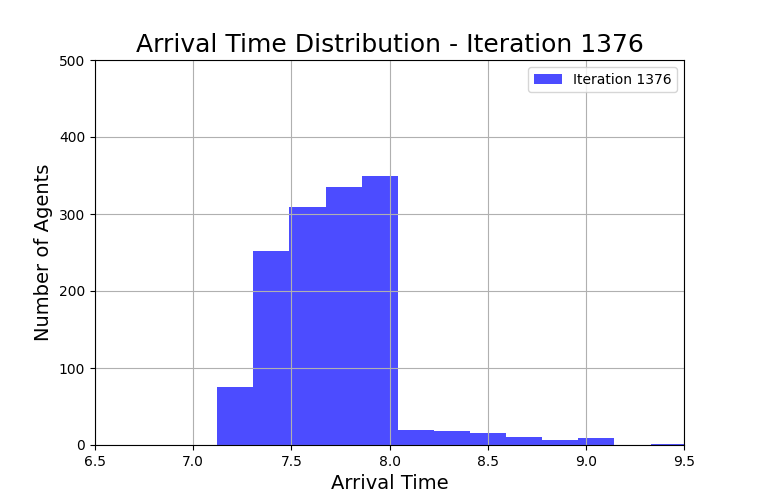 Arrival Time Distribution - Iteration 1376
Iteration 1376
Number of Agents
500
400
300
200
100
0
6.5 7.0 7.5 8.0 8.5 9.0 9.5
Arrival Time